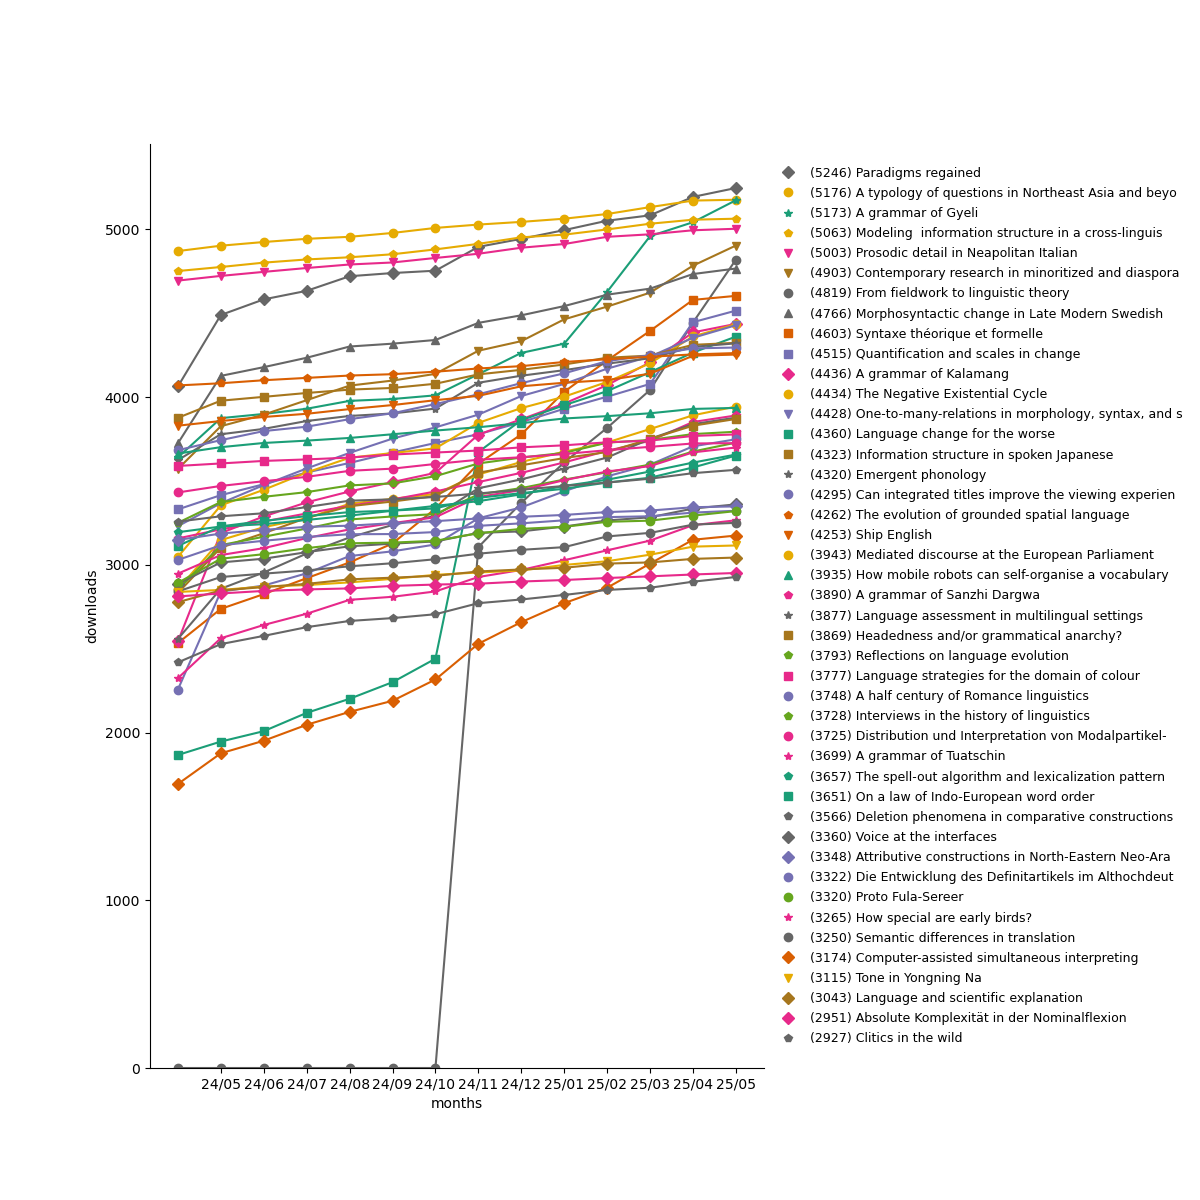 5000
4000
3000
2000
1000
0
downloads
24/05 24/06 24/07 24/08 24/09 24/10 24/11 24/12 25/01 25/02 25/03 25/04 25/05
months
(5246) Paradigms regained
(5176) A typology of questions in Northeast Asia and beyo
(5173) A grammar of Gyeli
(5063) Modeling  information structure in a cross-linguis
(5003) Prosodic detail in Neapolitan Italian
(4903) Contemporary research in minoritized and diaspora
(4819) From fieldwork to linguistic theory
(4766) Morphosyntactic change in Late Modern Swedish
(4603) Syntaxe théorique et formelle
(4515) Quantification and scales in change
(4436) A grammar of Kalamang
(4434) The Negative Existential Cycle
(4428) One-to-many-relations in morphology, syntax, and s
(4360) Language change for the worse
(4323) Information structure in spoken Japanese
(4320) Emergent phonology
(4295) Can integrated titles improve the viewing experien
(4262) The evolution of grounded spatial language
(4253) Ship English
(3943) Mediated discourse at the European Parliament
(3935) How mobile robots can self-organise a vocabulary
(3890) A grammar of Sanzhi Dargwa
(3877) Language assessment in multilingual settings
(3869) Headedness and/or grammatical anarchy?
(3793) Reflections on language evolution
(3777) Language strategies for the domain of colour
(3748) A half century of Romance linguistics
(3728) Interviews in the history of linguistics
(3725) Distribution und Interpretation von Modalpartikel-
(3699) A grammar of Tuatschin
(3657) The spell-out algorithm and lexicalization pattern
(3651) On a law of Indo-European word order
(3566) Deletion phenomena in comparative constructions
(3360) Voice at the interfaces
(3348) Attributive constructions in North-Eastern Neo-Ara
(3322) Die Entwicklung des Definitartikels im Althochdeut
(3320) Proto Fula-Sereer
(3265) How special are early birds?
(3250) Semantic differences in translation
(3174) Computer-assisted simultaneous interpreting
(3115) Tone in Yongning Na
(3043) Language and scientific explanation
(2951) Absolute Komplexität in der Nominalflexion
(2927) Clitics in the wild